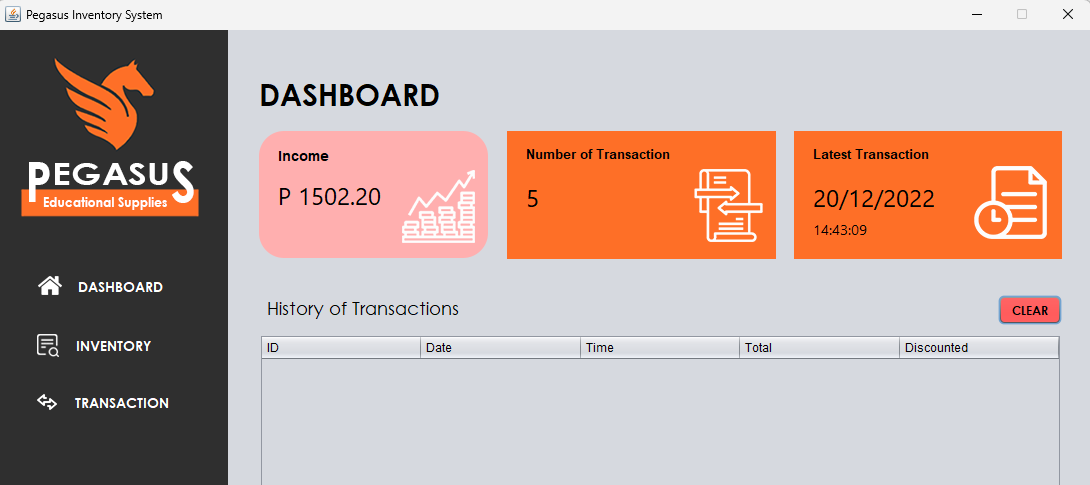 Pegasus Inventory System
PEGASUS
Educational Supplies
DASHBOARD
INVENTORY
TRANSACTION
DASHBOARD
Income
P 1502.20
Number of Transaction
5
Latest Transaction
20/12/2022
14:43:09
History of Transactions
CLEAR
ID Date Time Total Discounted